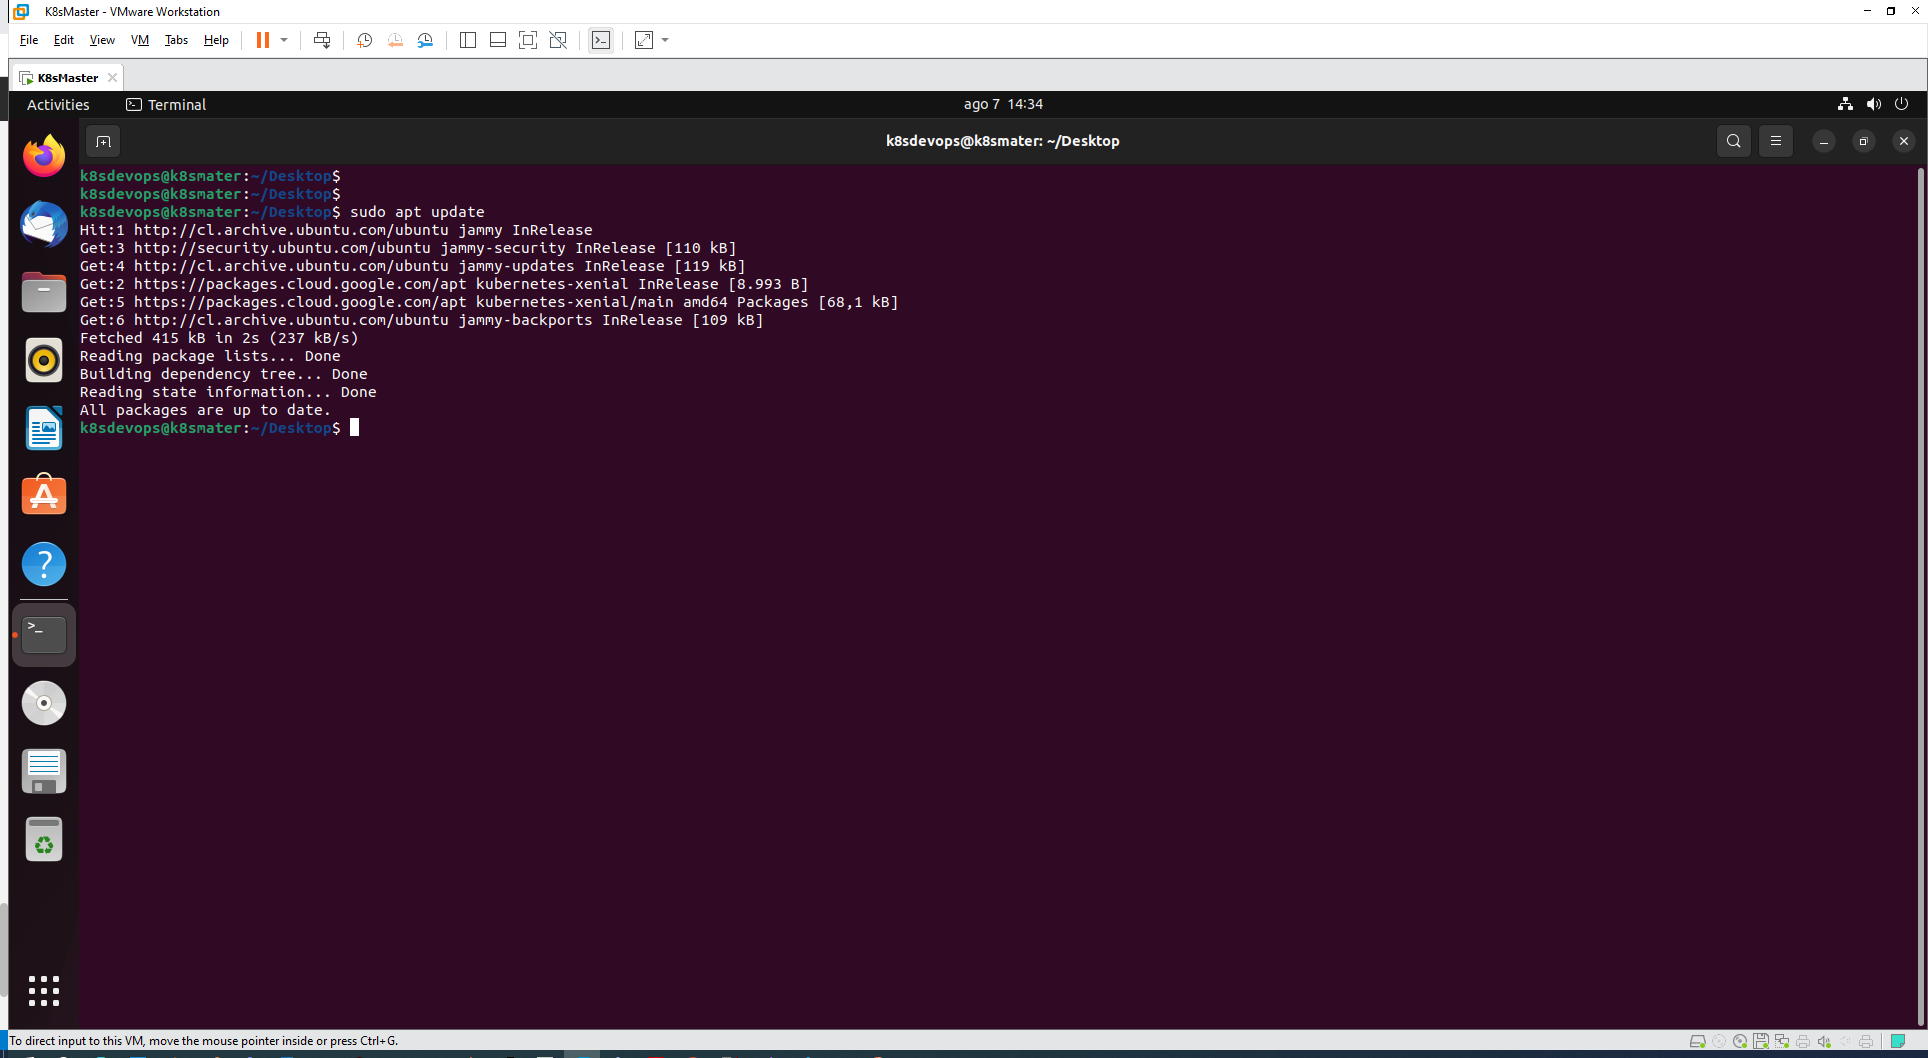 K8sMaster - VMware Workstation
File Edit View VM Tabs Help
K8sMaster
Activities Terminal ago 7 14:34
k8sdevops@k8smater: ~/Desktop
k8sdevops@k8smater:~/Desktop$
k8sdevops@k8smater:~/Desktop$
k8sdevops@k8smater:~/Desktop$ sudo apt update
Hit:1 http://cl.archive.ubuntu.com/ubuntu jammy InRelease
Get:3 http://security.ubuntu.com/ubuntu jammy-security InRelease [110 kB]
Get:4 http://cl.archive.ubuntu.com/ubuntu jammy-updates InRelease [119 kB]
Get:2 https://packages.cloud.google.com/apt kubernetes-xenial InRelease [8.993 B]
Get:5 https://packages.cloud.google.com/apt kubernetes-xenial/main amd64 Packages [68,1 kB]
Get:6 http://cl.archive.ubuntu.com/ubuntu jammy-backports InRelease [109 kB]
Fetched 415 kB in 2s (237 kB/s)
Reading package lists... Done
Building dependency tree... Done
Reading state information... Done
All packages are up to date.
k8sdevops@k8smater:~/Desktop$
To direct input to this VM, move the mouse pointer inside or press Ctrl+G.